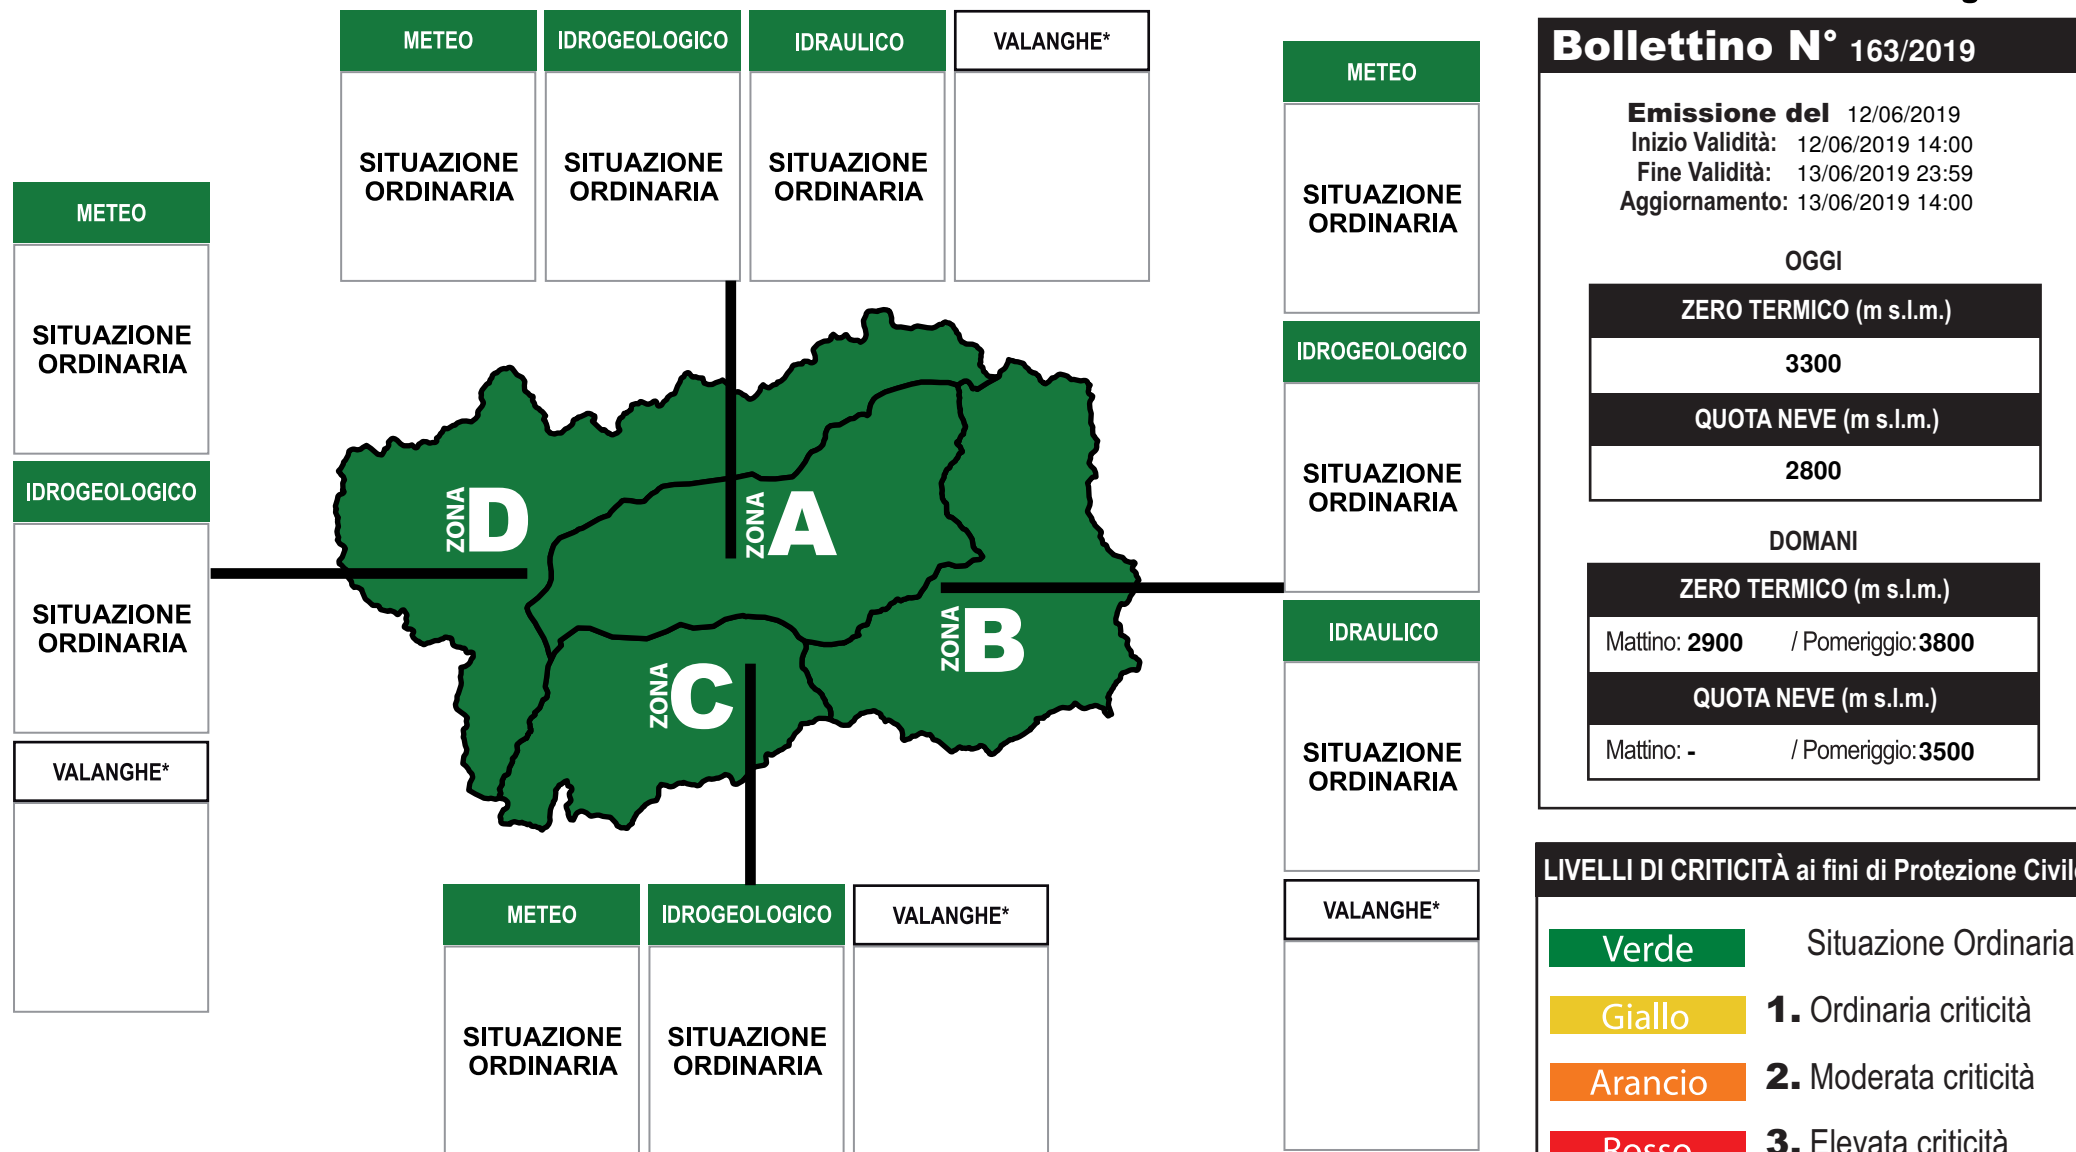 METEO
IDROGEOLOGICO
IDRAULICO
VALANGHE*
SITUAZIONE
ORDINARIA
SITUAZIONE
ORDINARIA
SITUAZIONE
ORDINARIA
METEO
SITUAZIONE
ORDINARIA
IDROGEOLOGICO
SITUAZIONE
ORDINARIA
VALANGHE*
ZONA D
ZONA A
ZONA B
ZONA C
METEO
SITUAZIONE
ORDINARIA
IDROGEOLOGICO
SITUAZIONE
ORDINARIA
IDRAULICO
SITUAZIONE
ORDINARIA
VALANGHE*
METEO
IDROGEOLOGICO
VALANGHE*
SITUAZIONE
ORDINARIA
SITUAZIONE
ORDINARIA
Bollettino N° 163/2019
Emissione del 12/06/2019
Inizio Validità: 12/06/2019 14:00
Fine Validità: 13/06/2019 23:59
Aggiornamento: 13/06/2019 14:00
OGGI
ZERO TERMICO (m s.l.m.)
3300
QUOTA NEVE (m s.l.m.)
2800
DOMANI
ZERO TERMICO (m s.l.m.)
Mattino: 2900 / Pomeriggio: 3800
QUOTA NEVE (m s.l.m.)
Mattino: - / Pomeriggio: 3500
LIVELLI DI CRITICITÀ ai fini di Protezione Civile
Verde Situazione Ordinaria
Giallo 1. Ordinaria criticità
Arancio 2. Moderata criticità
Rosso 3. Elevata criticità